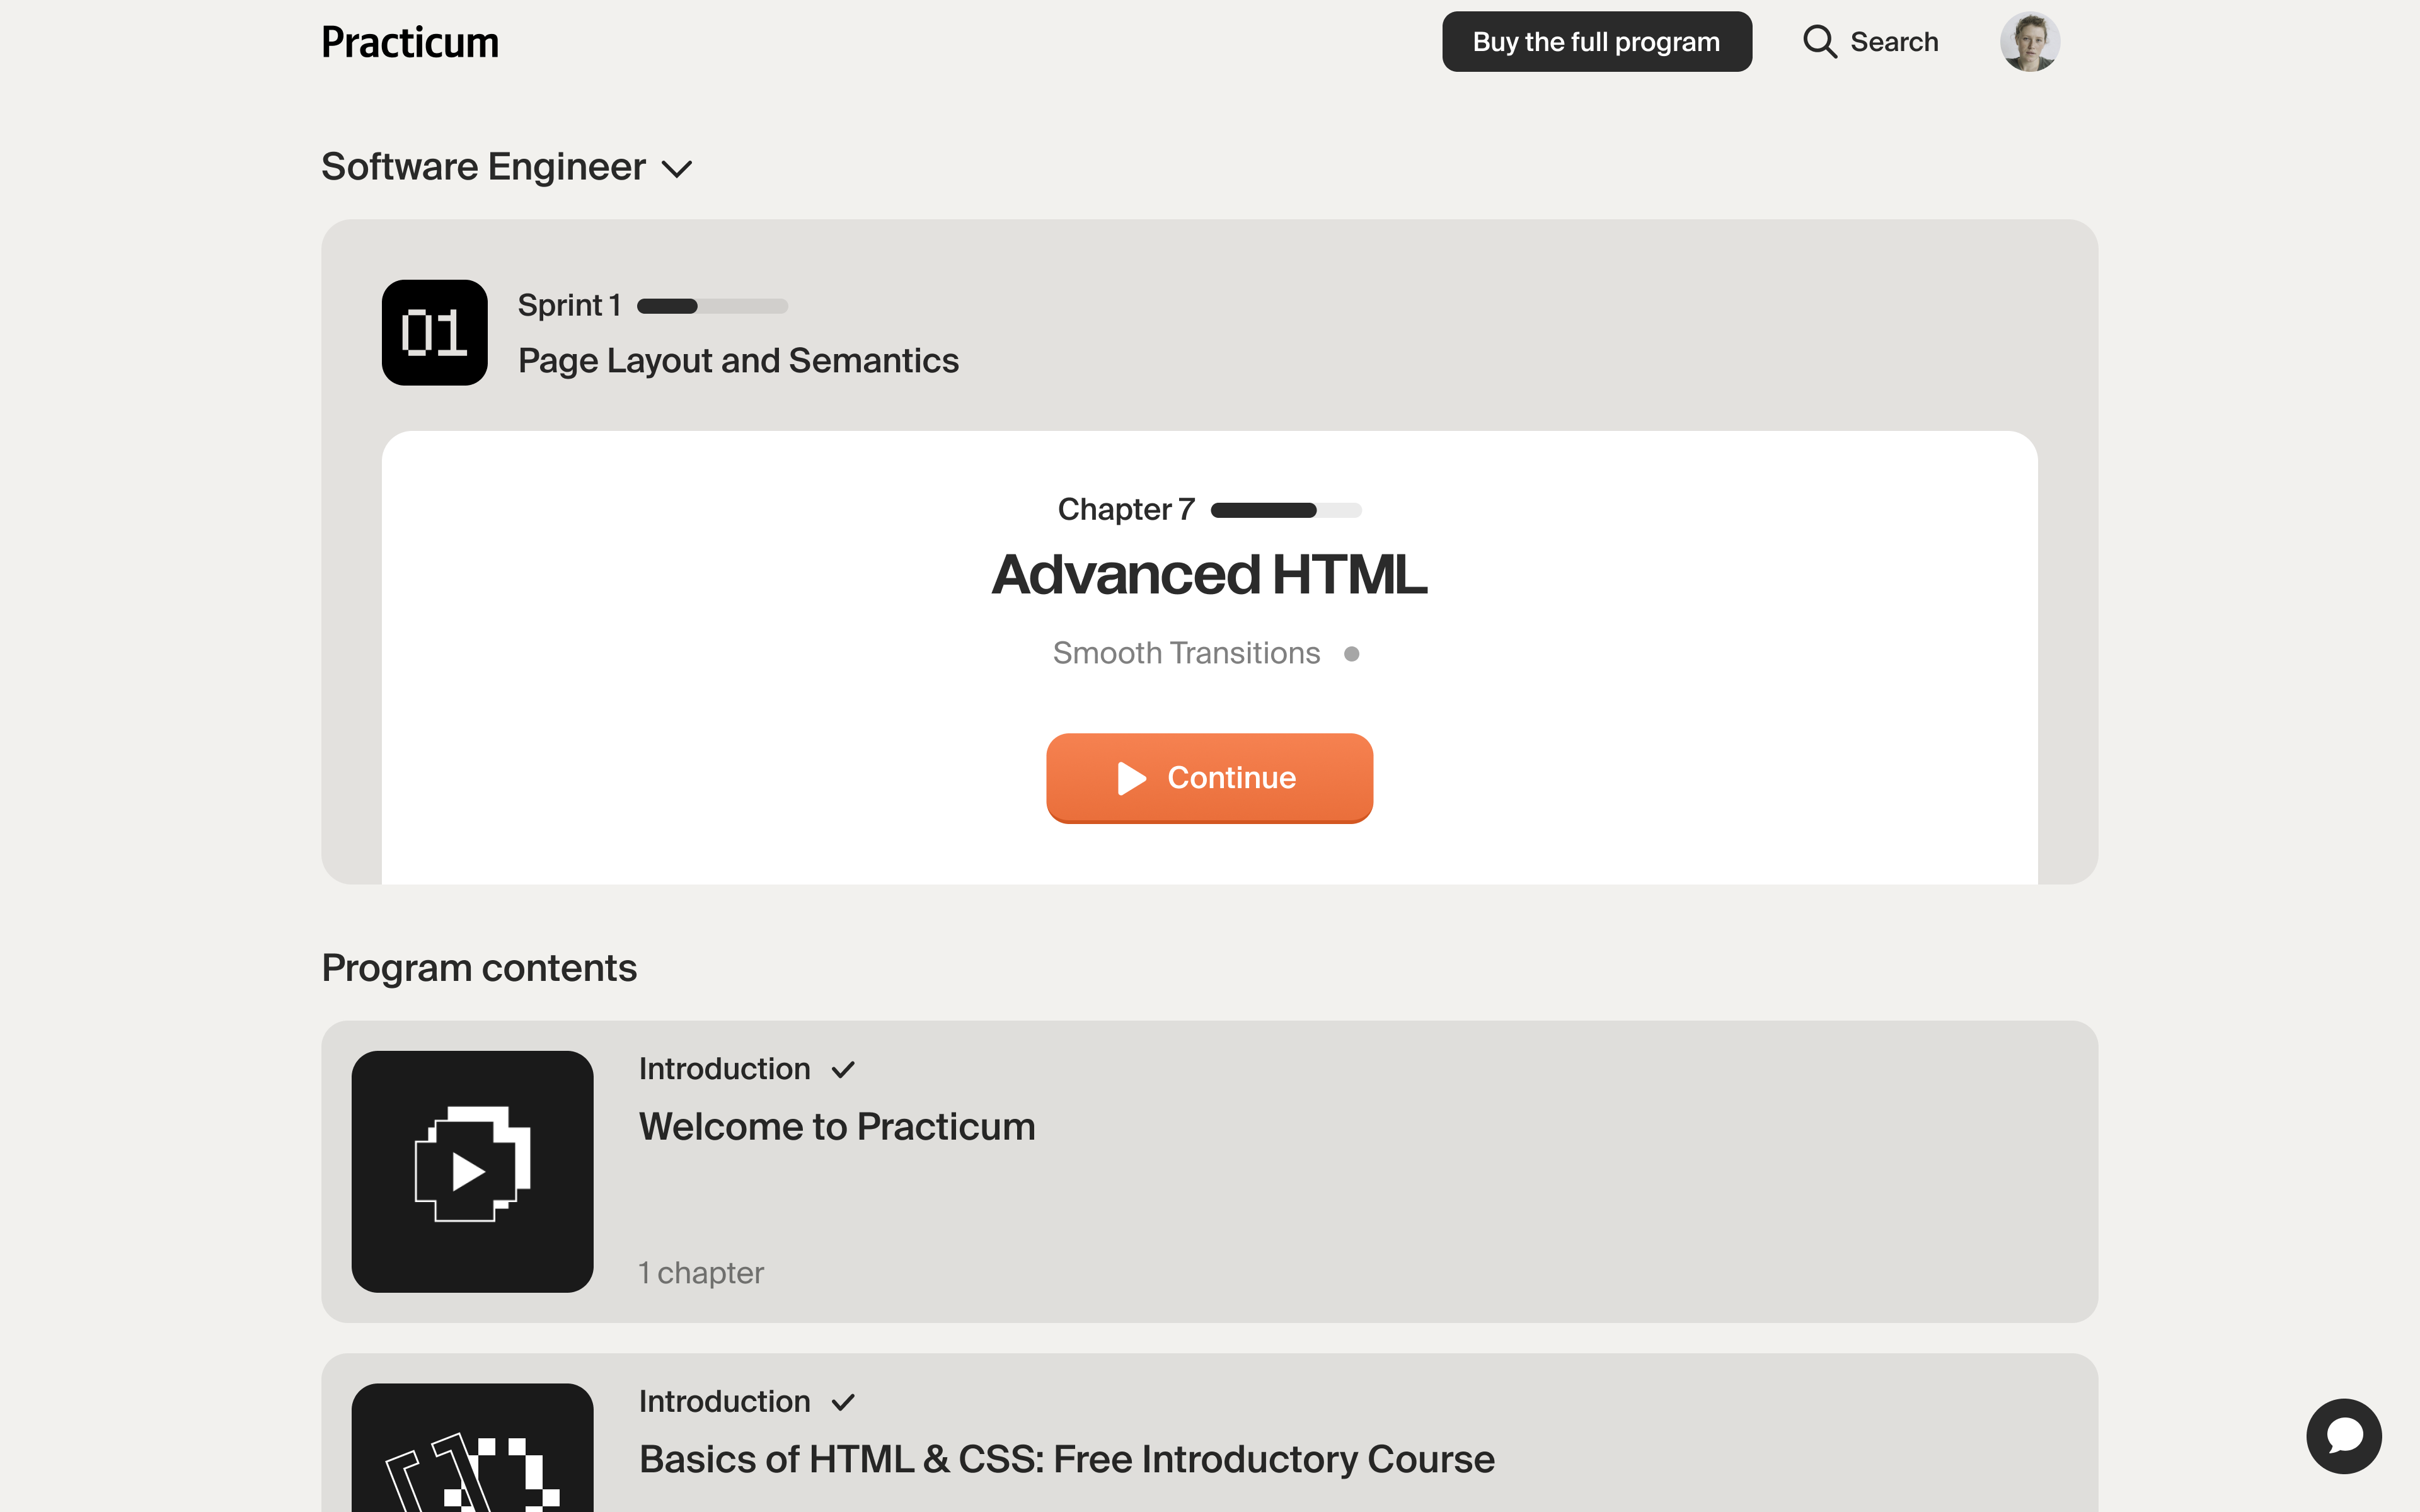 Practicum
Buy the full program
Search
Software Engineer
01
Sprint 1
Page Layout and Semantics
Chapter 7
Advanced HTML
Smooth Transitions
Continue
Program contents
Introduction
Welcome to Practicum
1 chapter
Introduction
Basics of HTML & CSS: Free Introductory Course